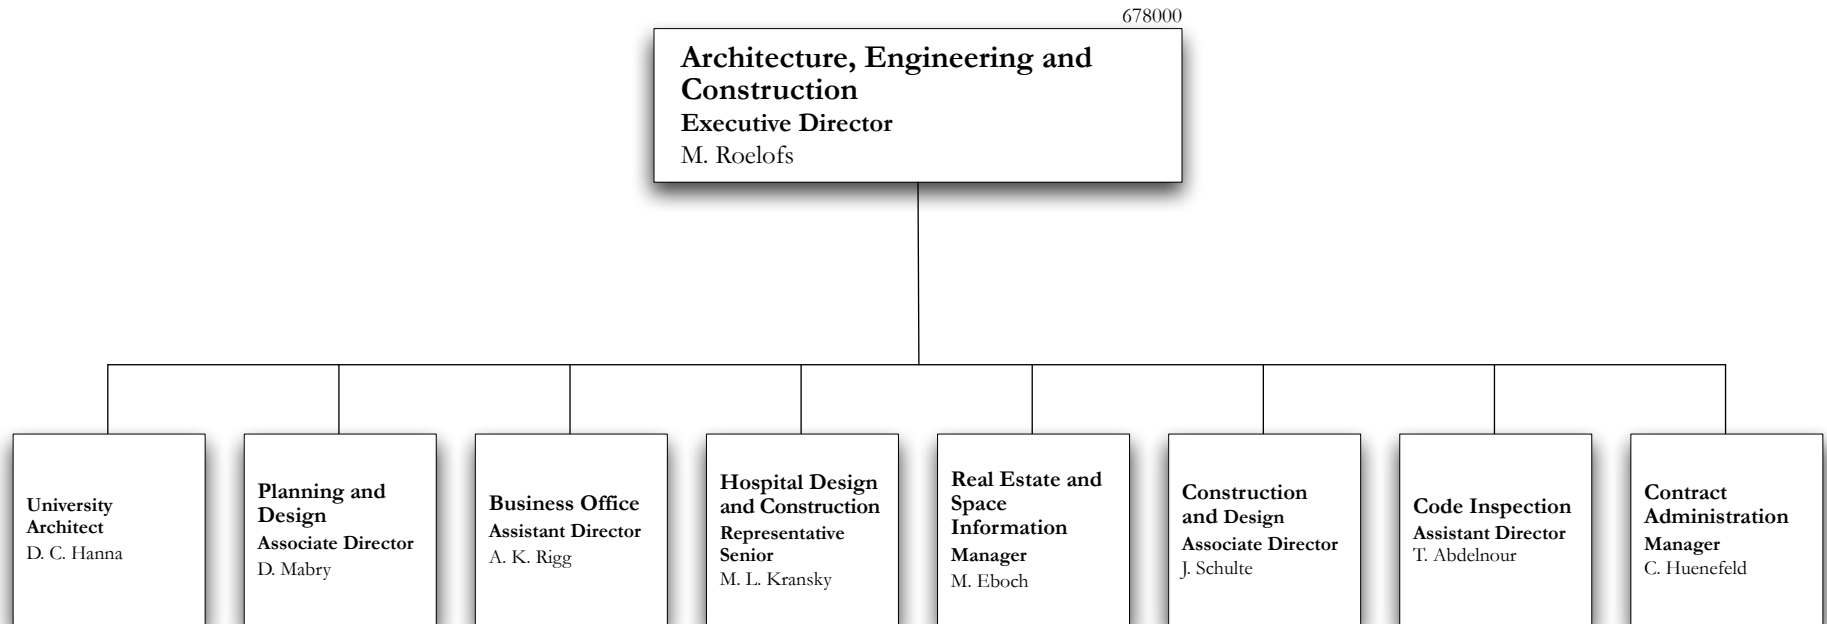 678000
Architecture, Engineering and
Construction
Executive Director
M. Roelofs
University
Architect
D. C. Hanna
Planning and
Design
Associate Director
D. Mabry
Business Office
Assistant Director
A. K. Rigg
Hospital Design
and Construction
Representative
Senior
M. L. Kransky
Real Estate and
Space
Information
Manager
M. Eboch
Construction
and Design
Associate Director
J. Schulte
Code Inspection
Assistant Director
T. Abdelnour
Contract
Administration
Manager
C. Huenefeld